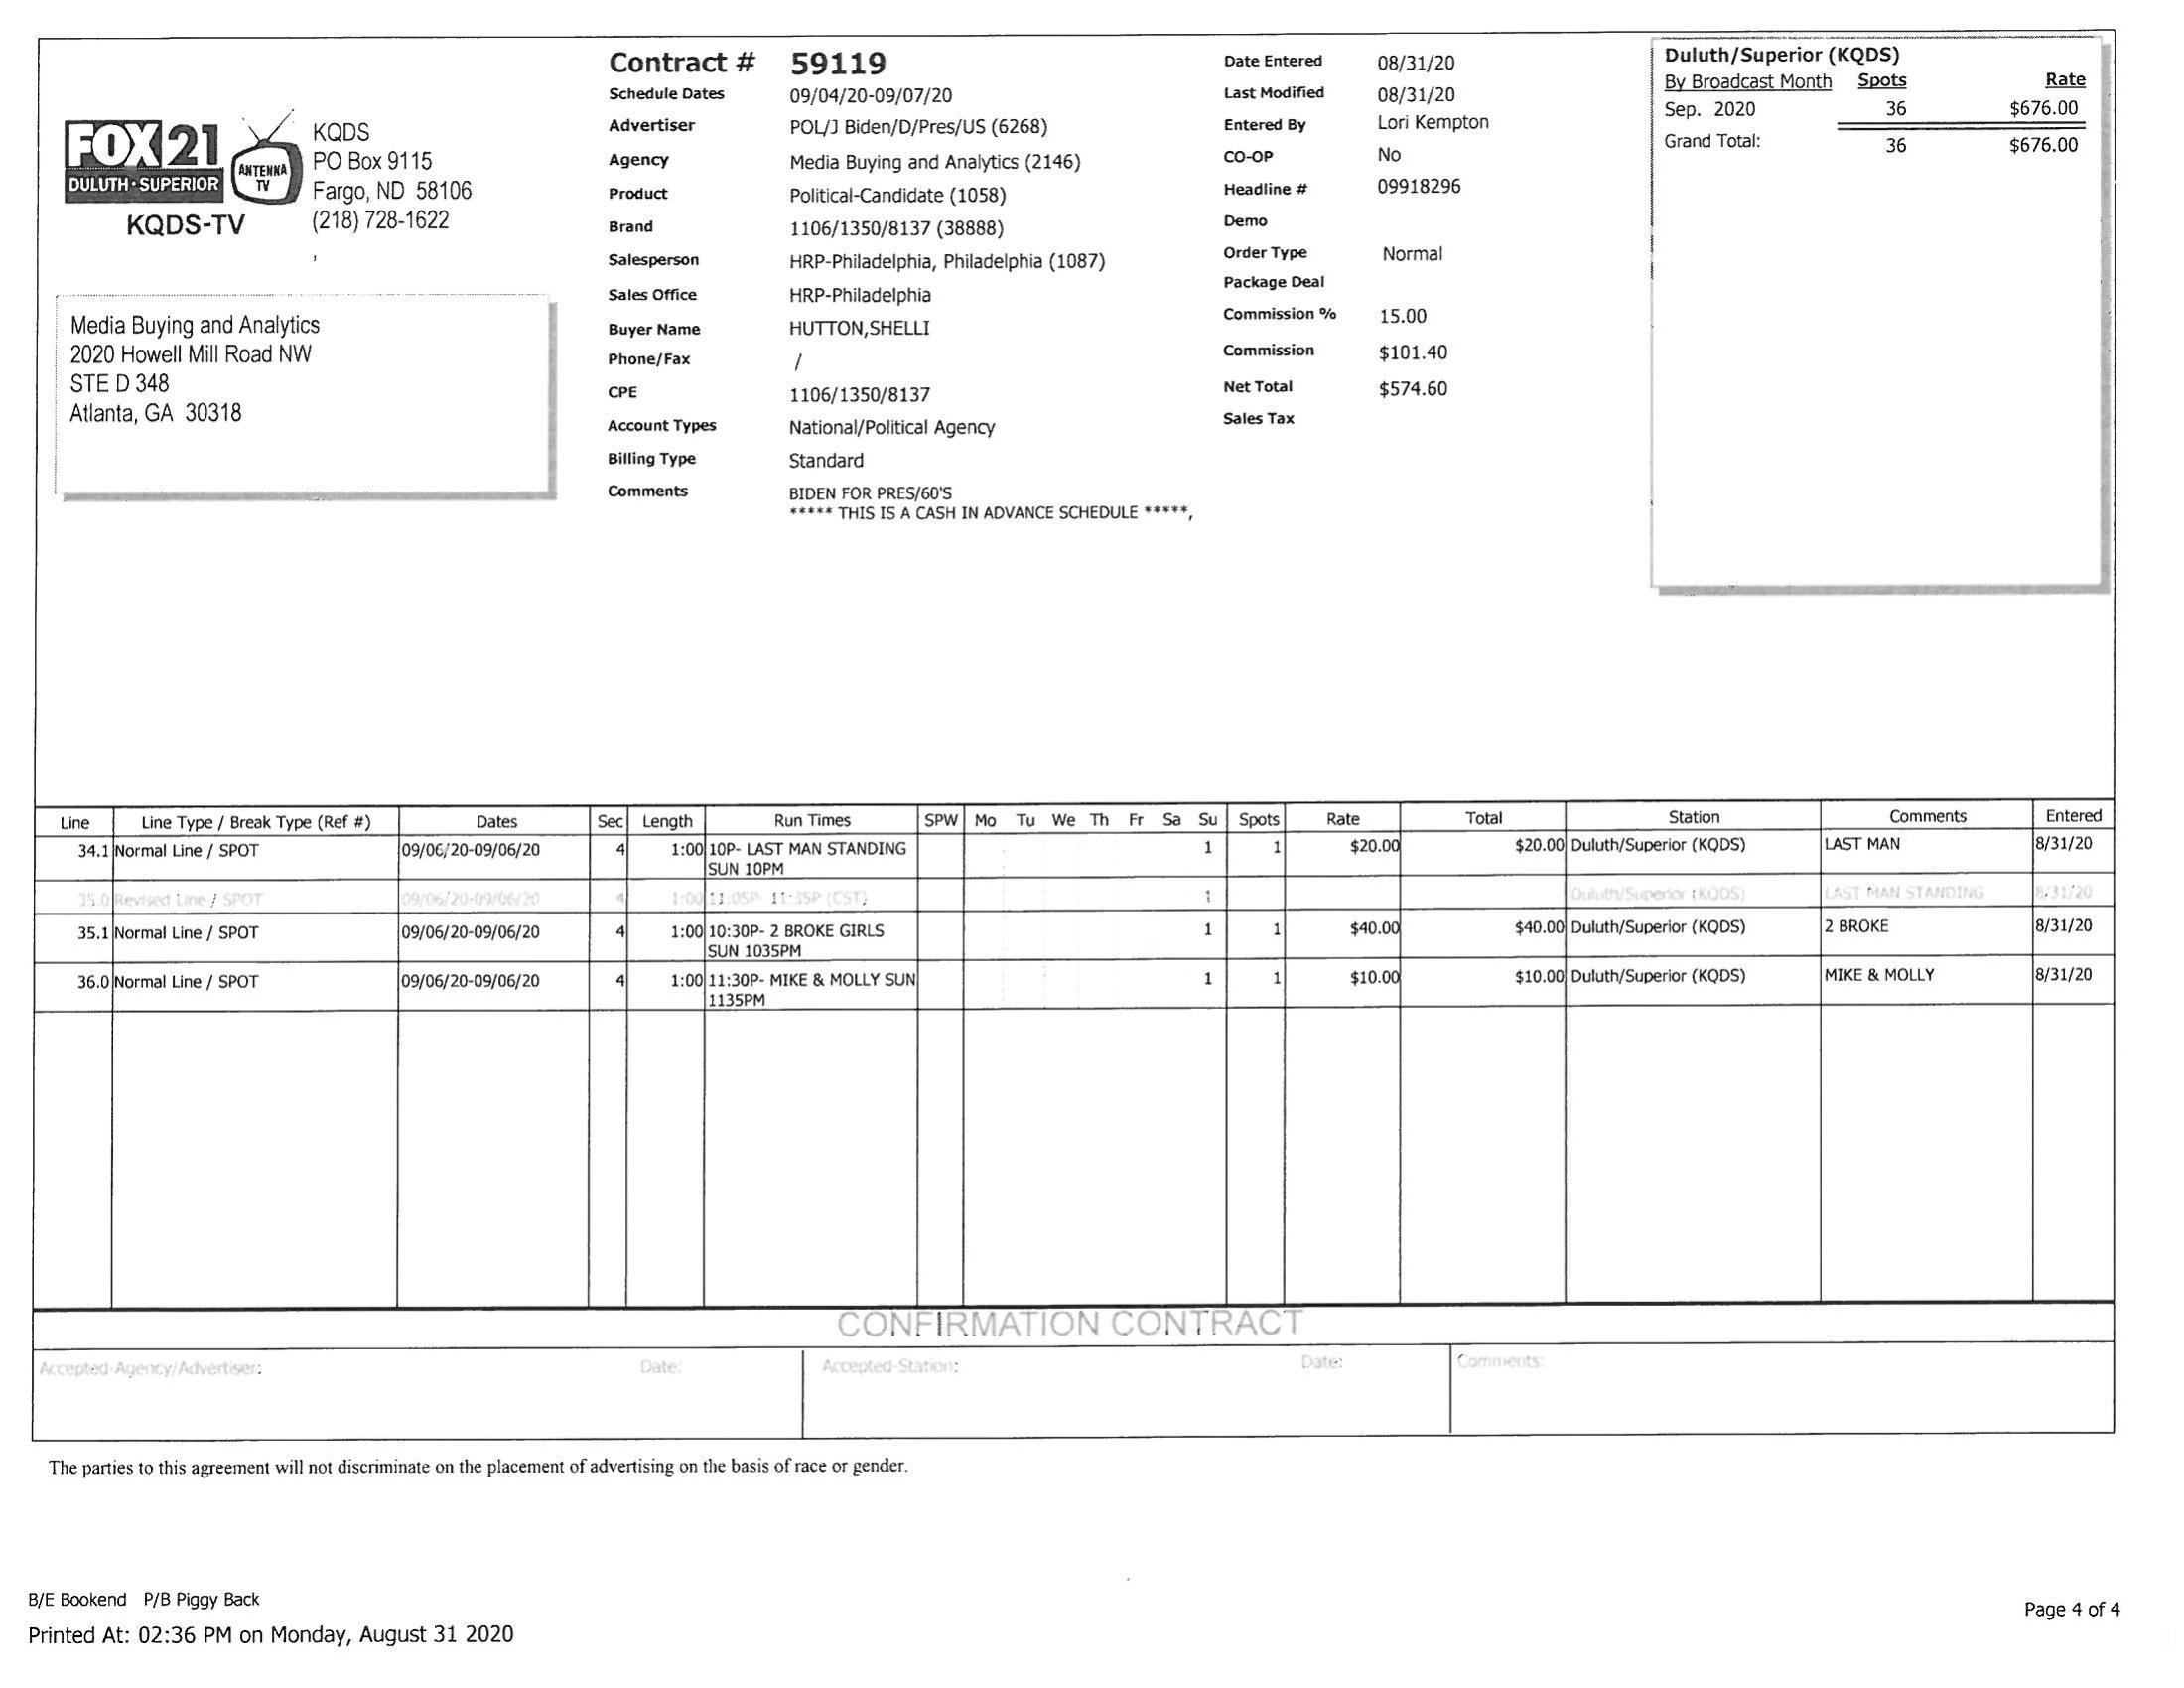 FOX 21
DULUTH • SUPERIOR
ANTENNA
TV
KQDS-TV
KQDS
PO Box 9115
Fargo, ND 58106
(218) 728-1622
Media Buying and Analytics
2020 Howell Mill Road NW
STE D 348
Atlanta, GA 30318
Contract # 59119
Schedule Dates 09/04/20-09/07/20
Advertiser POL/J Biden/D/Pres/US (6268)
Agency Media Buying and Analytics (2146)
Product Political-Candidate (1058)
Brand 1106/1350/8137 (38888)
Salesperson HRP-Philadelphia, Philadelphia (1087)
Sales Office HRP-Philadelphia
Buyer Name HUTTON,SHELLI
Phone/Fax /
CPE 1106/1350/8137
Account Types National/Political Agency
Billing Type Standard
Comments BIDEN FOR PRES/60'S
***** THIS IS A CASH IN ADVANCE SCHEDULE *****,
Date Entered 08/31/20
Last Modified 08/31/20
Entered By Lori Kempton
CO-OP No
Headline # 09918296
Demo
Order Type Normal
Package Deal
Commission % 15.00
Commission $101.40
Net Total $574.60
Sales Tax
Duluth/Superior (KQDS)
By Broadcast Month Spots Rate
Sep. 2020 36 $676.00
Grand Total: 36 $676.00
Line Line Type / Break Type (Ref #) Dates Sec Length Run Times SPW Mo Tu We Th Fr Sa Su Spots Rate Total Station Comments Entered
34.1 Normal Line / SPOT 09/06/20-09/06/20 4 1:00 10P- LAST MAN STANDING 1 1 $20.00 $20.00 Duluth/Superior (KQDS) LAST MAN 8/31/20
SUN 10PM
35.0 Revised Line / SPOT 09/06/20-09/06/20 4 1:00 11:05P- 11:35P (CST) 1 Duluth/Superior (KQDS) LAST MAN STANDING 8/31/20
35.1 Normal Line / SPOT 09/06/20-09/06/20 4 1:00 10:30P- 2 BROKE GIRLS 1 1 $40.00 $40.00 Duluth/Superior (KQDS) 2 BROKE 8/31/20
SUN 1035PM
36.0 Normal Line / SPOT 09/06/20-09/06/20 4 1:00 11:30P- MIKE & MOLLY SUN 1 1 $10.00 $10.00 Duluth/Superior (KQDS) MIKE & MOLLY 8/31/20
1135PM
CONFIRMATION CONTRACT
Accepted-Agency/Advertiser: Date: Accepted-Station: Date: Comments:
The parties to this agreement will not discriminate on the placement of advertising on the basis of race or gender.
B/E Bookend P/B Piggy Back
Page 4 of 4
Printed At: 02:36 PM on Monday, August 31 2020